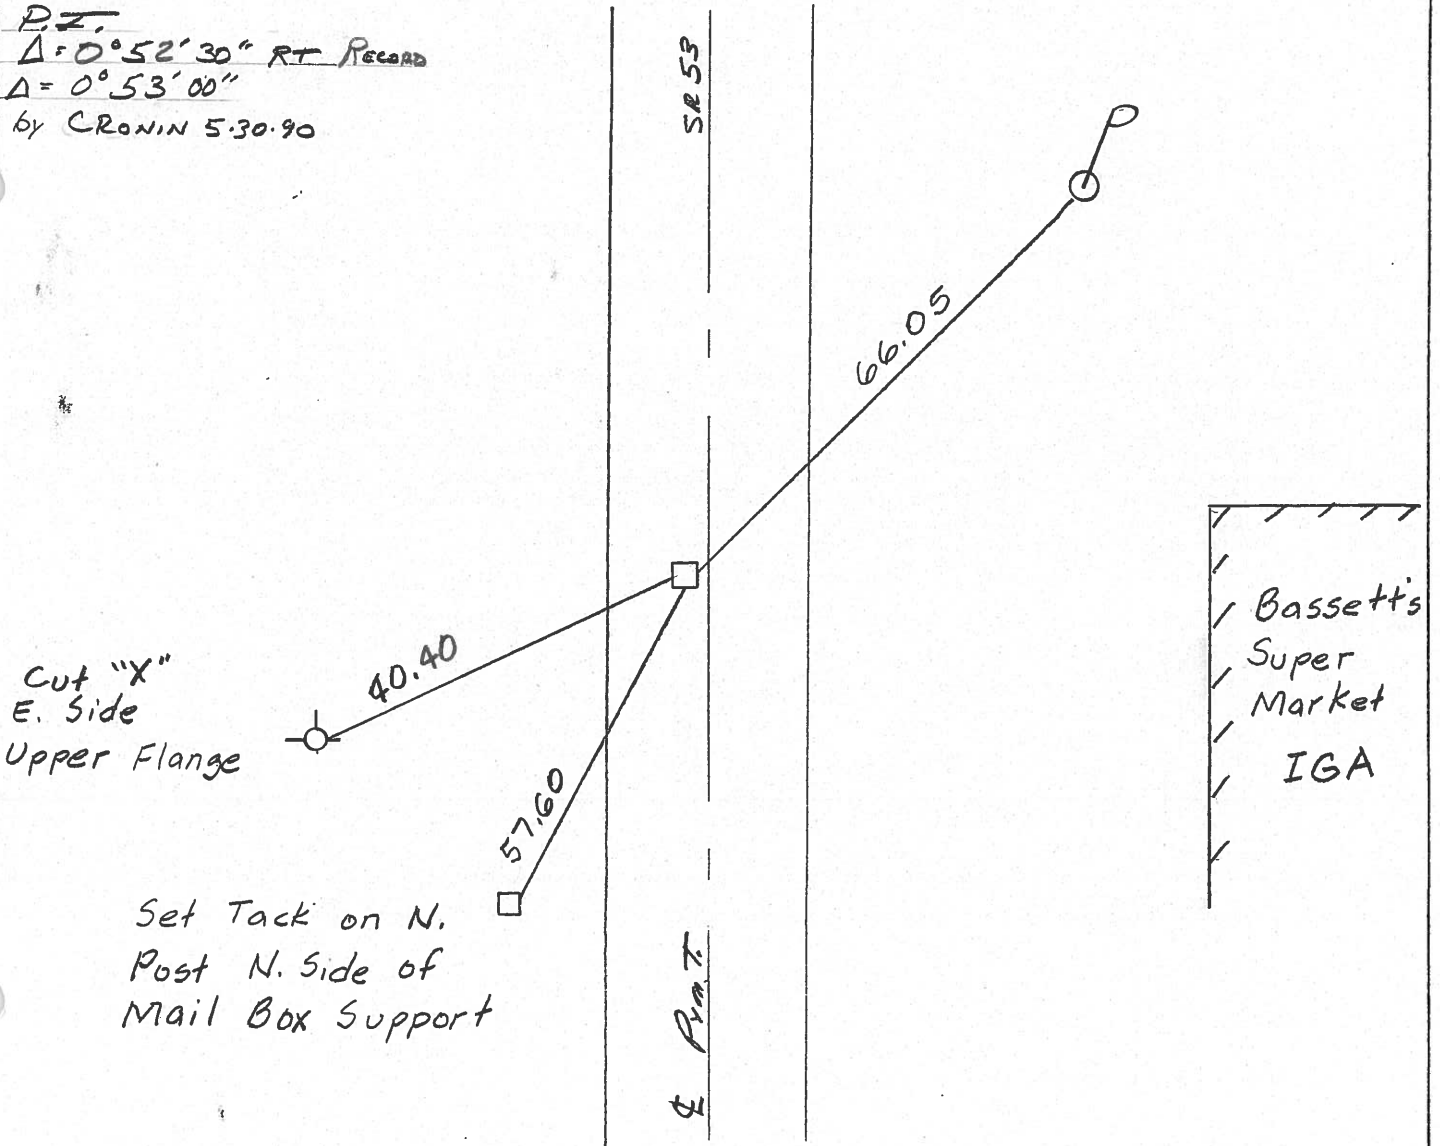 P.I.
Δ = 0°52'30" RT RECORD
Δ = 0°53'00"
by CRONIN 5·30·90
SR 53
66.05
40.40
Cut "X"
E. Side
Upper Flange
57.60
Set Tack on N.
Post N. Side of
Mail Box Support
Bassett's
Super
Market
IGA
℄ Pvm'T.